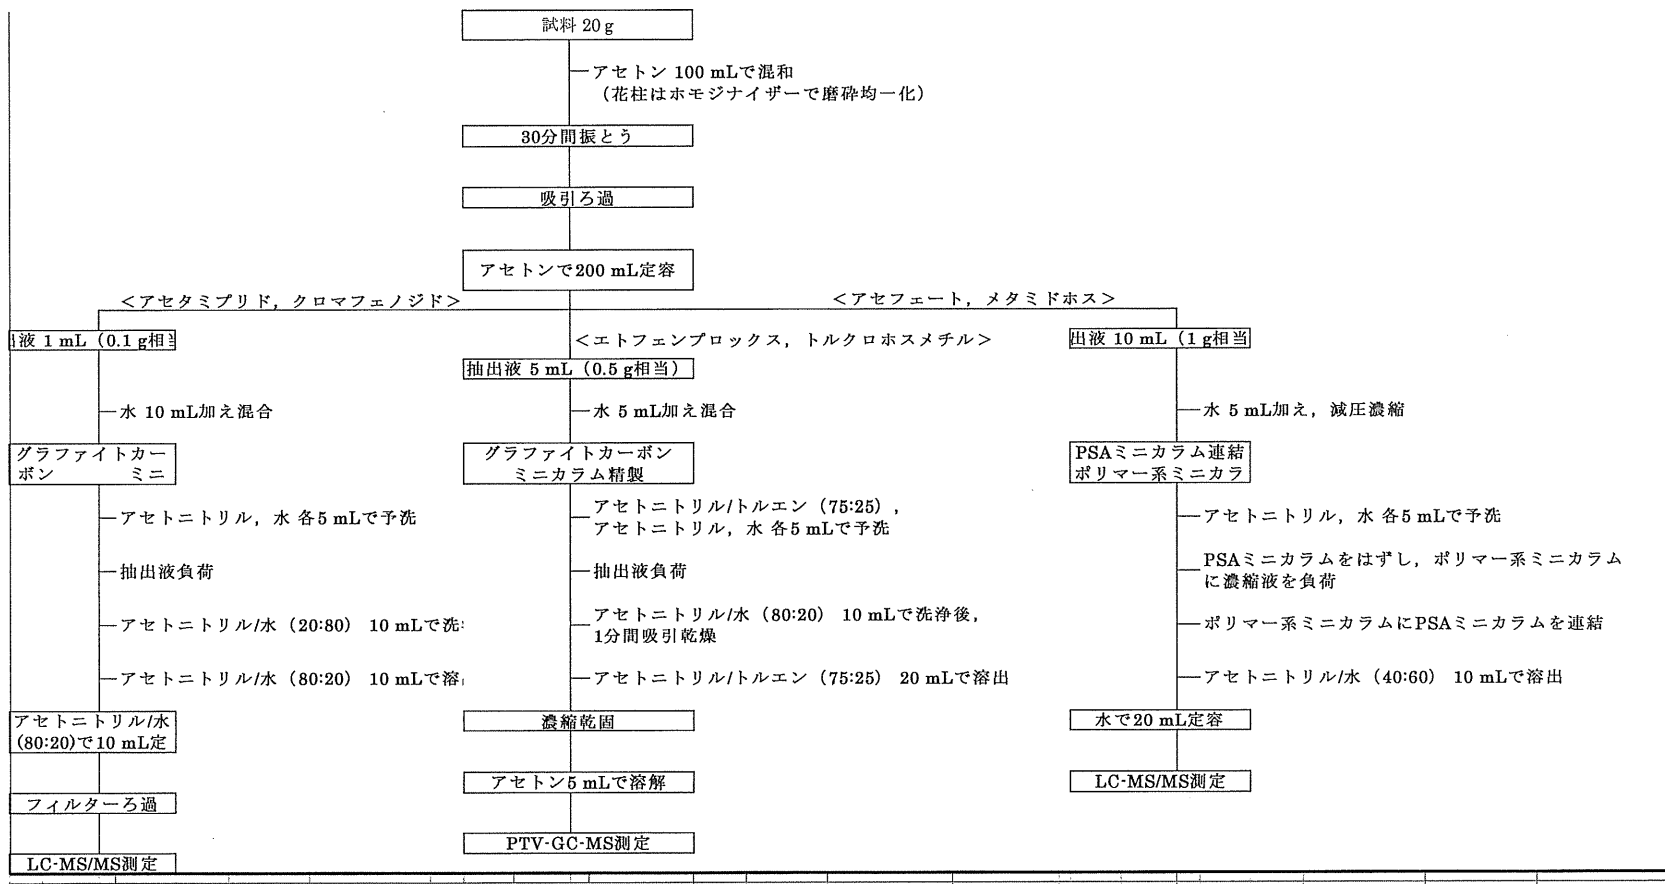 試料 20 g
アセトン 100 mLで混和
（花柱はホモジナイザーで磨砕均一化）
30分間振とう
吸引ろ過
アセトンで200 mL定容
＜アセタミプリド，クロマフェノジド＞
液 1 mL（0.1 g相
水 10 mL加え混合
グラファイトカー
ボン ミニ
アセトニトリル，水 各5 mLで予洗
抽出液負荷
アセトニトリル/水（20:80） 10 mLで洗
アセトニトリル/水（80:20） 10 mLで溶
アセトニトリル/水
(80:20)で10 mL定
フィルターろ過
LC-MS/MS測定
＜エトフェンプロックス，トルクロホスメチル＞
抽出液 5 mL（0.5 g相当）
水 5 mL加え混合
グラファイトカーボン
ミニカラム精製
アセトニトリル/トルエン（75:25），
アセトニトリル，水 各5 mLで予洗
抽出液負荷
アセトニトリル/水（80:20） 10 mLで洗浄後，
1分間吸引乾燥
アセトニトリル/トルエン（75:25） 20 mLで溶出
濃縮乾固
アセトン5 mLで溶解
PTV-GC-MS測定
＜アセフェート，メタミドホス＞
出液 10 mL（1 g相当
水 5 mL加え，減圧濃縮
PSAミニカラム連結
ポリマー系ミニカラ
アセトニトリル，水 各5 mLで予洗
PSAミニカラムをはずし，ポリマー系ミニカラム
に濃縮液を負荷
ポリマー系ミニカラムにPSAミニカラムを連結
アセトニトリル/水（40:60） 10 mLで溶出
水で20 mL定容
LC-MS/MS測定